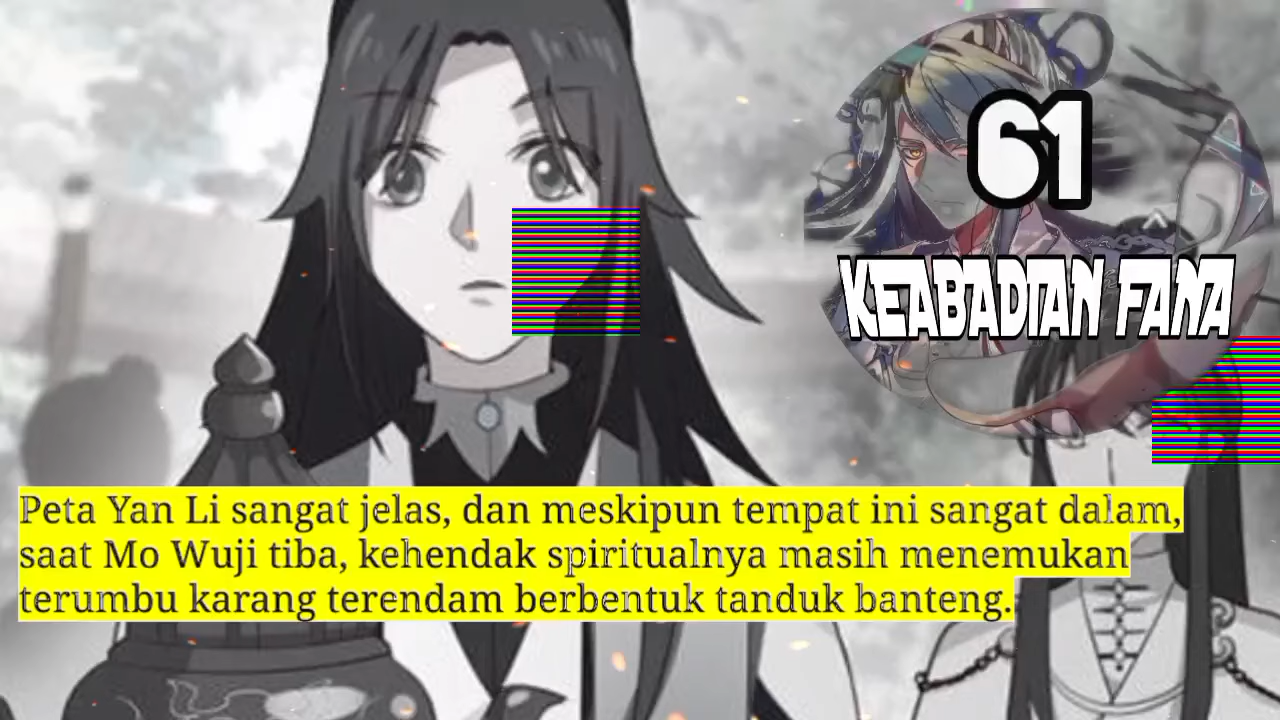 61
KEABADIAN FANA
Peta Yan Li sangat jelas, dan meskipun tempat ini sangat dalam,
saat Mo Wuji tiba, kehendak spiritualnya masih menemukan
terumbu karang terendam berbentuk tanduk banteng.